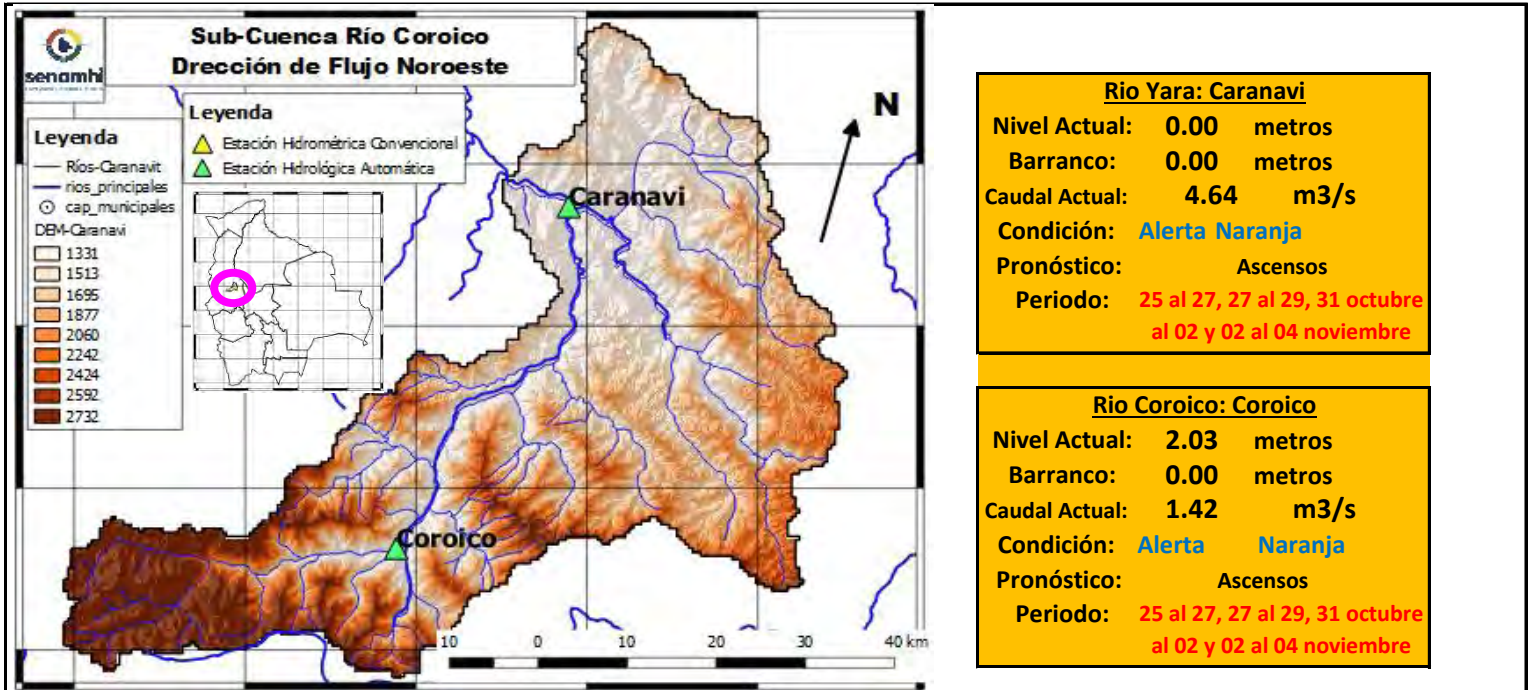 senamhi
Sub-Cuenca Río Coroico
Drección de Flujo Noroeste
Leyenda
Estación Hidrométrica Convencional
Estación Hidrológica Automática
Leyenda
Ríos-Caranavit
rios_principales
cap_municipales
DEM-Caranavi
1331
1513
1695
1877
2060
2242
2424
2592
2732
N
Caranavi
Coroico
10 0 10 20 30 40 km
Rio Yara: Caranavi
Nivel Actual: 0.00 metros
Barranco: 0.00 metros
Caudal Actual: 4.64 m3/s
Condición: Alerta Naranja
Pronóstico: Ascensos
Periodo: 25 al 27, 27 al 29, 31 octubre
al 02 y 02 al 04 noviembre
Rio Coroico: Coroico
Nivel Actual: 2.03 metros
Barranco: 0.00 metros
Caudal Actual: 1.42 m3/s
Condición: Alerta Naranja
Pronóstico: Ascensos
Periodo: 25 al 27, 27 al 29, 31 octubre
al 02 y 02 al 04 noviembre